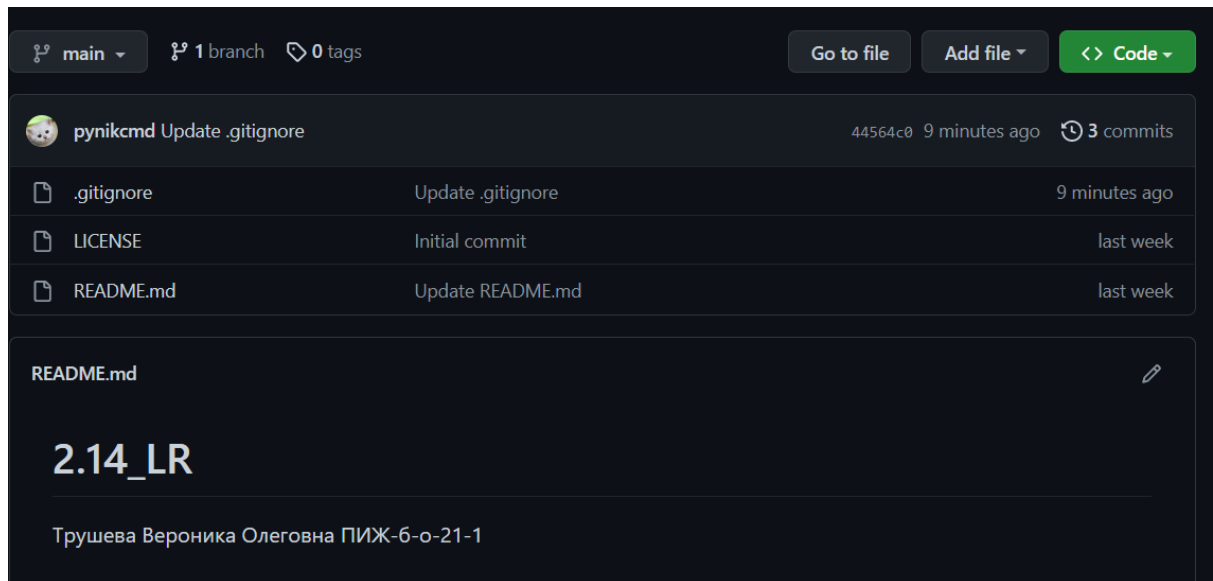 main 1 branch 0 tags Go to file Add file <> Code
pynikcmd Update .gitignore 44564c0 9 minutes ago 3 commits
.gitignore Update .gitignore 9 minutes ago
LICENSE Initial commit last week
README.md Update README.md last week
README.md
2.14_LR
Трушева Вероника Олеговна ПИЖ-б-о-21-1